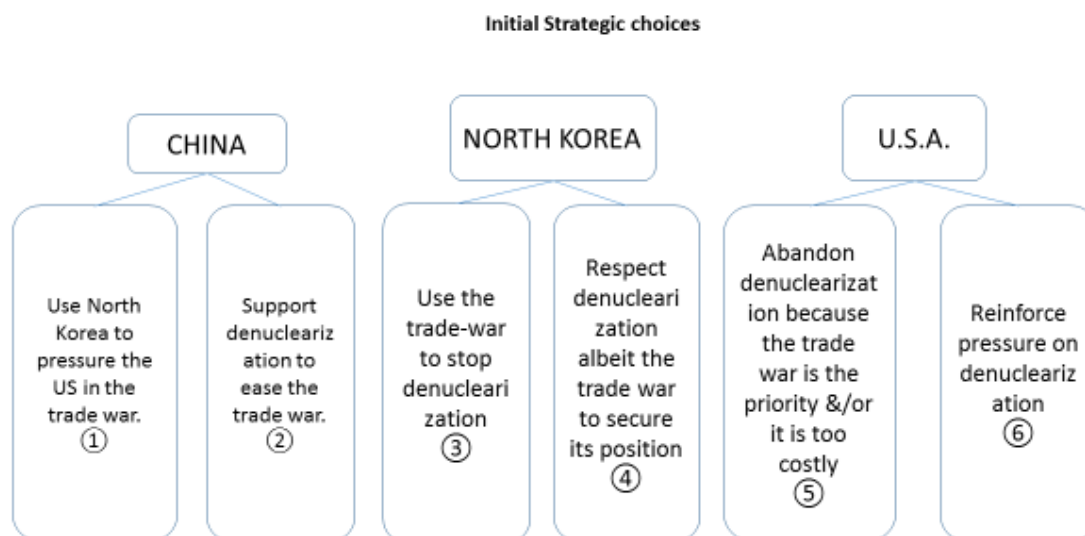 Initial Strategic choices
CHINA
NORTH KOREA
U.S.A.
Use North
Korea to
pressure the
US in the
trade war.
①
Support
denucleariz
ation to
ease the
trade war.
②
Use the
trade-war
to stop
denucleari
zation
③
Respect
denucleari
zation
albeit the
trade war
to secure
its position
④
Abandon
denuclearizat
ion because
the trade
war is the
priority &/or
it is too
costly
⑤
Reinforce
pressure on
denucleariz
ation
⑥